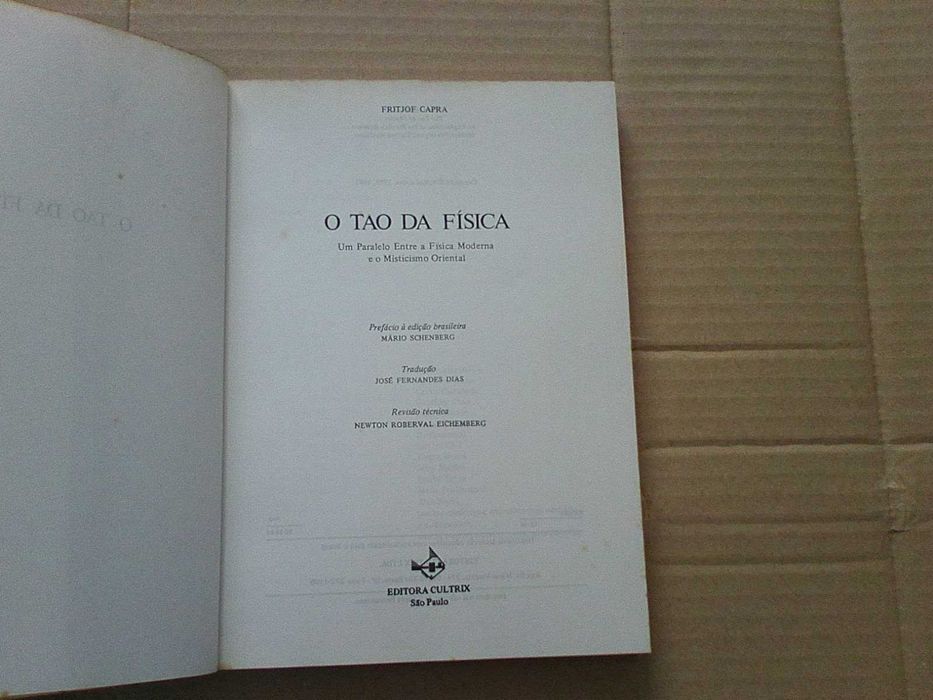 FRITJOF CAPRA
O TAO DA FÍSICA
Um Paralelo Entre a Física Moderna
e o Misticismo Oriental
Prefácio à edição brasileira
MÁRIO SCHENBERG
Tradução
JOSÉ FERNANDES DIAS
Revisão técnica
NEWTON ROBERVAL EICHEMBERG
EDITORA CULTRIX
São Paulo